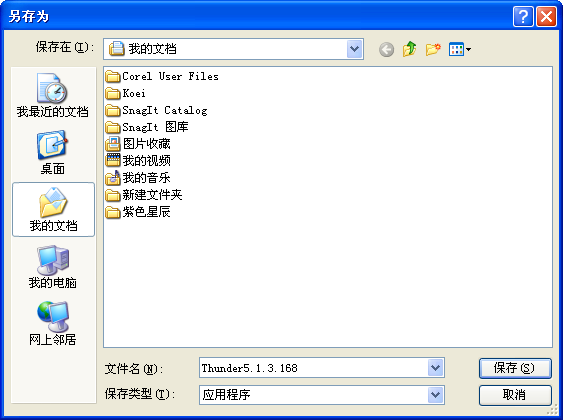 另存为
保存在(I):
我的文档
我最近的文档
桌面
我的文档
我的电脑
网上邻居
Corel User Files
Koei
SnagIt Catalog
SnagIt 图库
图片收藏
我的视频
我的音乐
新建文件夹
紫色星辰
文件名(N):
Thunder5.1.3.168
保存(S)
保存类型(T):
应用程序
取消